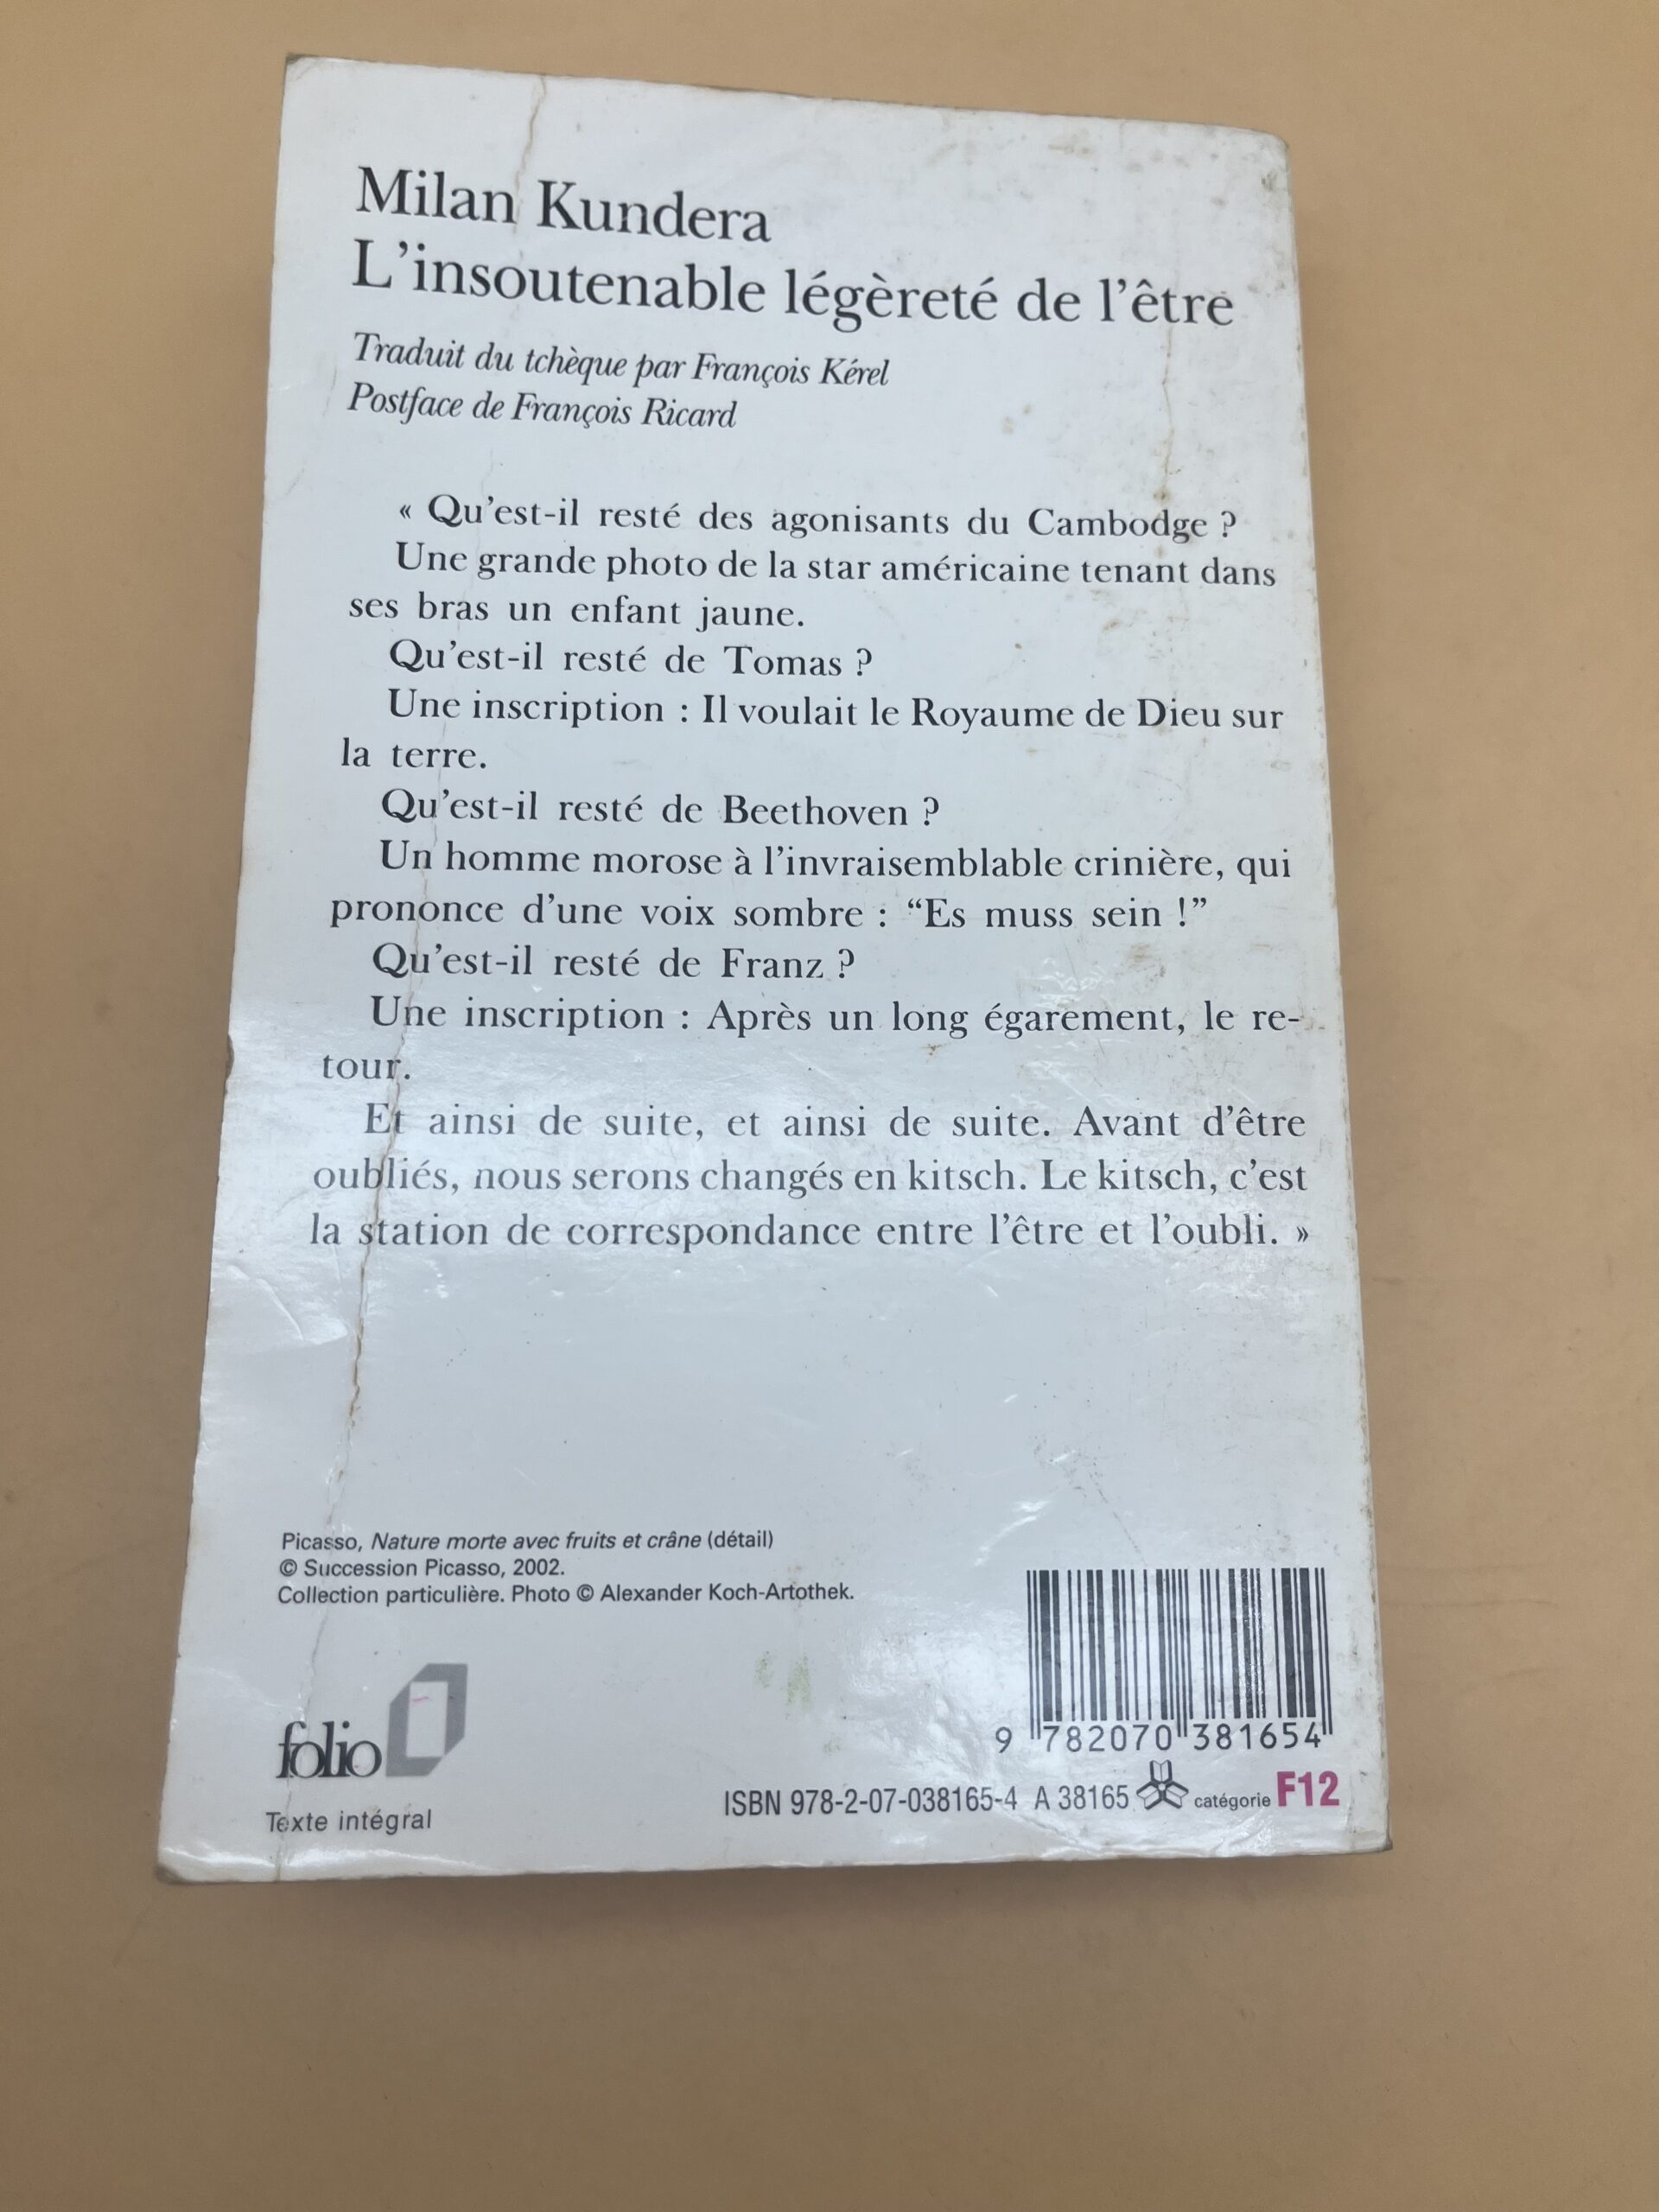 Milan Kundera
L'insoutenable légèreté de l'être
Traduit du tchèque par François Kérel
Postface de François Ricard
« Qu'est-il resté des agonisants du Cambodge ?
Une grande photo de la star américaine tenant dans
ses bras un enfant jaune.
Qu'est-il resté de Tomas ?
Une inscription : Il voulait le Royaume de Dieu sur
la terre.
Qu'est-il resté de Beethoven ?
Un homme morose à l'invraisemblable crinière, qui
prononce d'une voix sombre : “Es muss sein !”
Qu'est-il resté de Franz ?
Une inscription : Après un long égarement, le re-
tour.
Et ainsi de suite, et ainsi de suite. Avant d'être
oubliés, nous serons changés en kitsch. Le kitsch, c'est
la station de correspondance entre l'être et l'oubli. »
Picasso, Nature morte avec fruits et crâne (détail)
© Succession Picasso, 2002.
Collection particulière. Photo © Alexander Koch-Artothek.
folio
Texte intégral
9 782070 381654
ISBN 978-2-07-038165-4 A 38165 catégorie F12